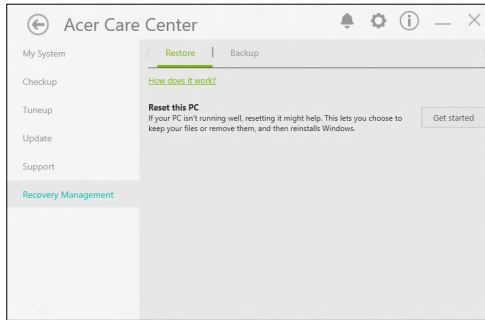 Acer Care Center
My System
Restore
Backup
Checkup
How does it work?
Tuneup
Reset this PC
If your PC isn't running well, resetting it might help. This lets you choose to
keep your files or remove them, and then reinstalls Windows.
Get started
Update
Support
Recovery Management